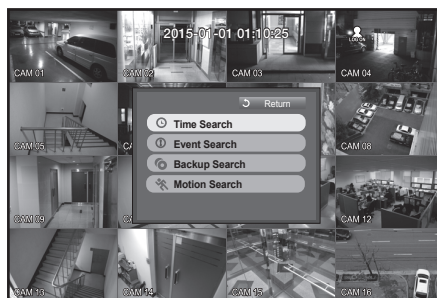 2015-01-01 01:10:25
LOG ON
CAM 01
CAM 02
CAM 03
CAM 04
Return
Time Search
Event Search
Backup Search
Motion Search
CAM 05
CAM 08
CAM 09
CAM 12
CAM 13
CAM 14
CAM 15
CAM 16